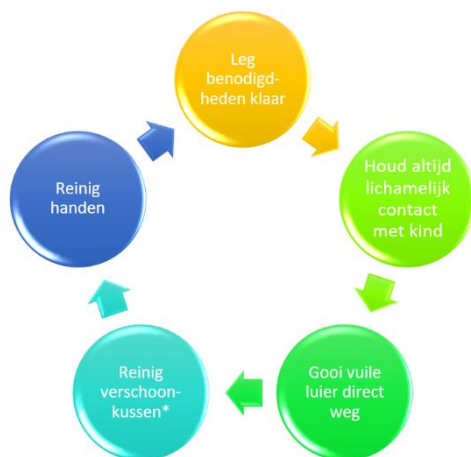 Leg
benodigd-
heden klaar
Houd altijd
lichamelijk
contact
met kind
Gooi vuile
luier direct
weg
Reinig
verschoon-
kussen*
Reinig
handen